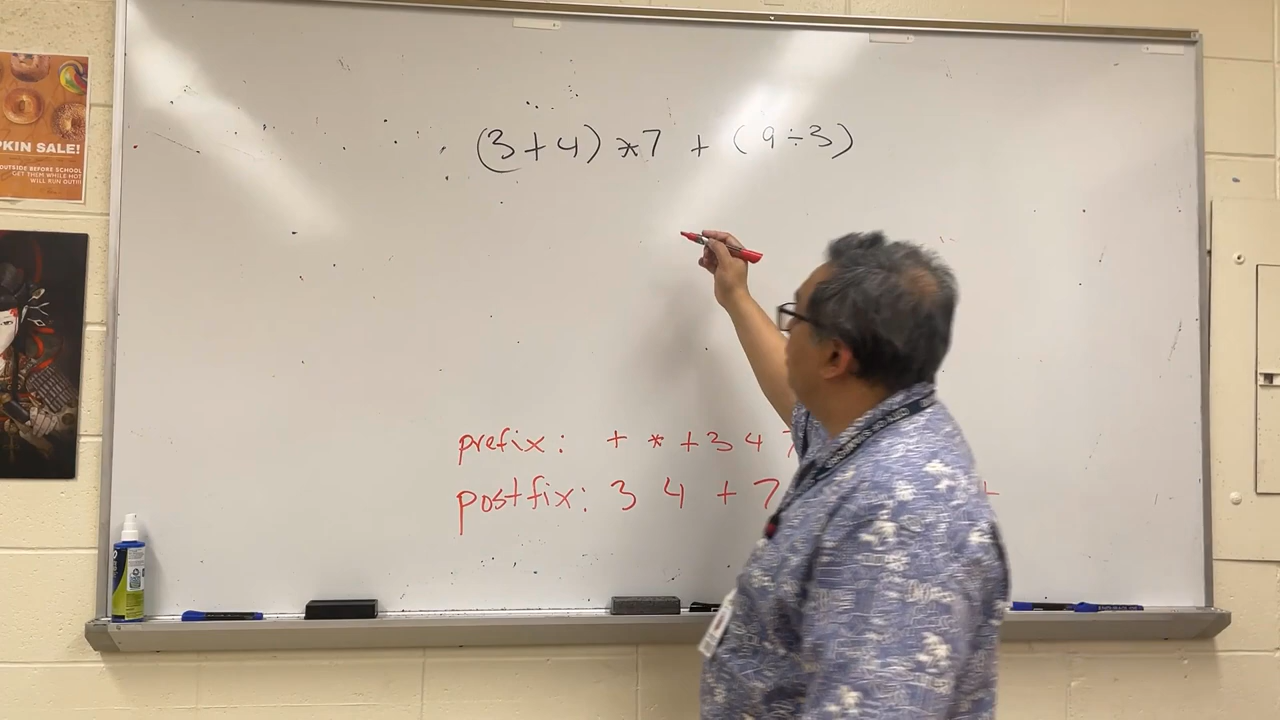 KIN SALE!
OUTSIDE BEFORE SCHOOL
GET THEM WHILE HOT
WILL RUN OUT!!!
(3+4) *7 + (9÷3)
prefix: + * +3 4 7
postfix: 3 4 + 7 +